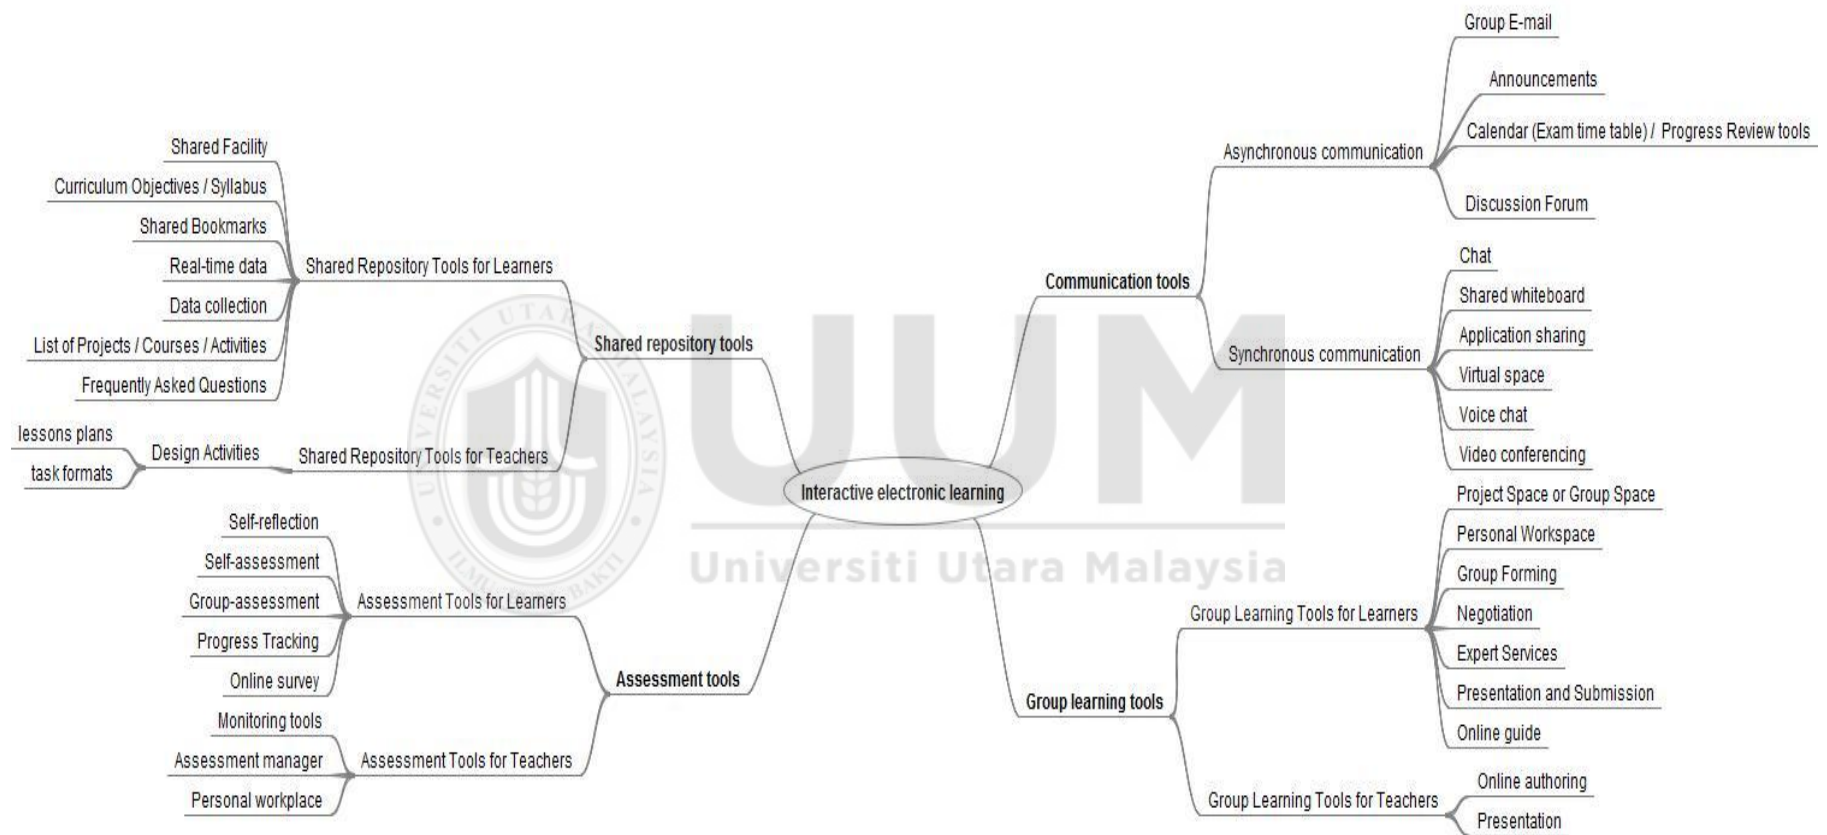 Interactive electronic learning
Communication tools
Asynchronous communication
Group E-mail
Announcements
Calendar (Exam time table) / Progress Review tools
Discussion Forum
Synchronous communication
Chat
Shared whiteboard
Application sharing
Virtual space
Voice chat
Video conferencing
Group learning tools
Group Learning Tools for Learners
Project Space or Group Space
Personal Workspace
Group Forming
Negotiation
Expert Services
Presentation and Submission
Online guide
Group Learning Tools for Teachers
Online authoring
Presentation
Shared repository tools
Shared Repository Tools for Learners
Shared Facility
Curriculum Objectives / Syllabus
Shared Bookmarks
Real-time data
Data collection
List of Projects / Courses / Activities
Frequently Asked Questions
Shared Repository Tools for Teachers
Design Activities
lessons plans
task formats
Assessment tools
Assessment Tools for Learners
Self-reflection
Self-assessment
Group-assessment
Progress Tracking
Online survey
Assessment Tools for Teachers
Monitoring tools
Assessment manager
Personal workplace
UUM
Universiti Utara Malaysia
UNIVERSITI UTARA MALAYSIA
BAKTI